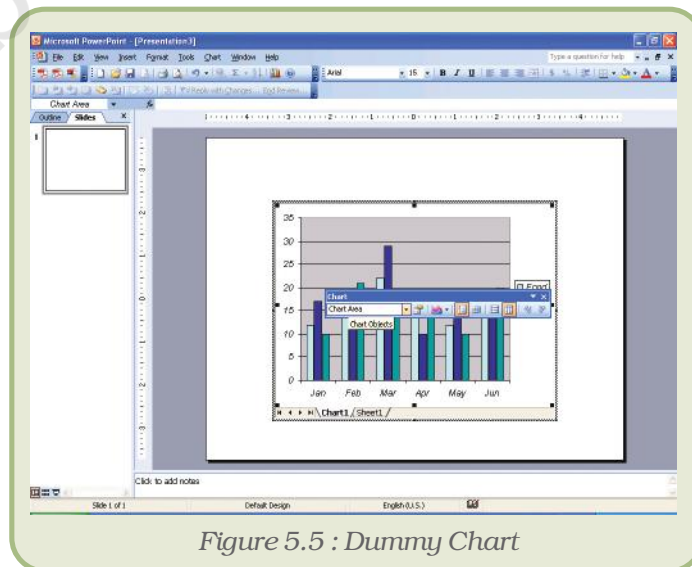 Microsoft PowerPoint - [Presentation3]
File Edit View Insert Format Tools Chart Window Help
Type a question for help
Arial 15 B I U
Reply with Changes... End Review...
Chart Area fx
Outline Slides X
1
35
30
25
20
15
10
5
0
Food
Chart
Chart Area
Chart Objects
Jan Feb Mar Apr May Jun
Chart1 Sheet1
Click to add notes
Slide 1 of 1 Default Design English (U.S.)
Figure 5.5 : Dummy Chart